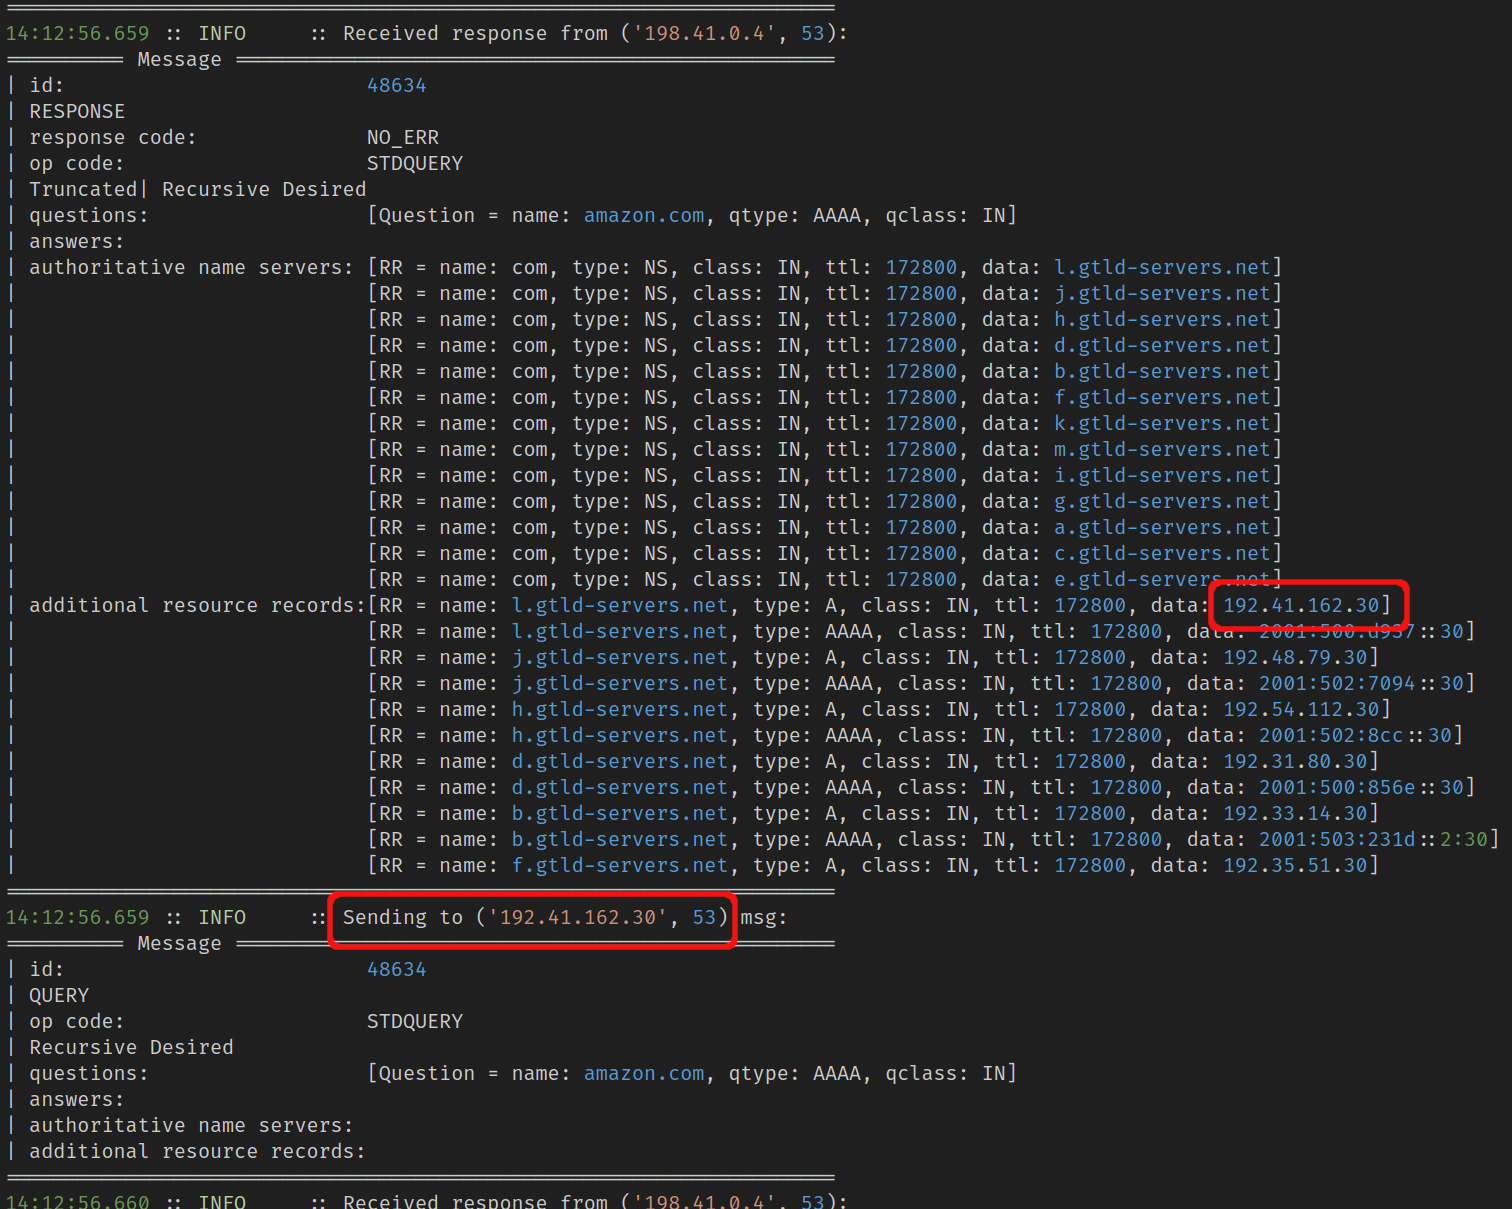 14:12:56.659 :: INFO :: Received response from ('198.41.0.4', 53):
Message
| id: 48634
| RESPONSE
| response code: NO_ERR
| op code: STDQUERY
| Truncated| Recursive Desired
| questions: [Question = name: amazon.com, qtype: AAAA, qclass: IN]
| answers:
| authoritative name servers: [RR = name: com, type: NS, class: IN, ttl: 172800, data: l.gtld-servers.net]
| [RR = name: com, type: NS, class: IN, ttl: 172800, data: j.gtld-servers.net]
| [RR = name: com, type: NS, class: IN, ttl: 172800, data: h.gtld-servers.net]
| [RR = name: com, type: NS, class: IN, ttl: 172800, data: d.gtld-servers.net]
| [RR = name: com, type: NS, class: IN, ttl: 172800, data: b.gtld-servers.net]
| [RR = name: com, type: NS, class: IN, ttl: 172800, data: f.gtld-servers.net]
| [RR = name: com, type: NS, class: IN, ttl: 172800, data: k.gtld-servers.net]
| [RR = name: com, type: NS, class: IN, ttl: 172800, data: m.gtld-servers.net]
| [RR = name: com, type: NS, class: IN, ttl: 172800, data: i.gtld-servers.net]
| [RR = name: com, type: NS, class: IN, ttl: 172800, data: g.gtld-servers.net]
| [RR = name: com, type: NS, class: IN, ttl: 172800, data: a.gtld-servers.net]
| [RR = name: com, type: NS, class: IN, ttl: 172800, data: c.gtld-servers.net]
| [RR = name: com, type: NS, class: IN, ttl: 172800, data: e.gtld-servers.net]
| additional resource records:[RR = name: l.gtld-servers.net, type: A, class: IN, ttl: 172800, data: 192.41.162.30]
| [RR = name: l.gtld-servers.net, type: AAAA, class: IN, ttl: 172800, data: 2001:500:d937::30]
| [RR = name: j.gtld-servers.net, type: A, class: IN, ttl: 172800, data: 192.48.79.30]
| [RR = name: j.gtld-servers.net, type: AAAA, class: IN, ttl: 172800, data: 2001:502:7094::30]
| [RR = name: h.gtld-servers.net, type: A, class: IN, ttl: 172800, data: 192.54.112.30]
| [RR = name: h.gtld-servers.net, type: AAAA, class: IN, ttl: 172800, data: 2001:502:8cc::30]
| [RR = name: d.gtld-servers.net, type: A, class: IN, ttl: 172800, data: 192.31.80.30]
| [RR = name: d.gtld-servers.net, type: AAAA, class: IN, ttl: 172800, data: 2001:500:856e::30]
| [RR = name: b.gtld-servers.net, type: A, class: IN, ttl: 172800, data: 192.33.14.30]
| [RR = name: b.gtld-servers.net, type: AAAA, class: IN, ttl: 172800, data: 2001:503:231d::2:30]
| [RR = name: f.gtld-servers.net, type: A, class: IN, ttl: 172800, data: 192.35.51.30]
14:12:56.659 :: INFO :: Sending to ('192.41.162.30', 53) msg:
Message
| id: 48634
| QUERY
| op code: STDQUERY
| Recursive Desired
| questions: [Question = name: amazon.com, qtype: AAAA, qclass: IN]
| answers:
| authoritative name servers:
| additional resource records:
14:12:56.660 :: INFO :: Received response from ('198.41.0.4', 53):